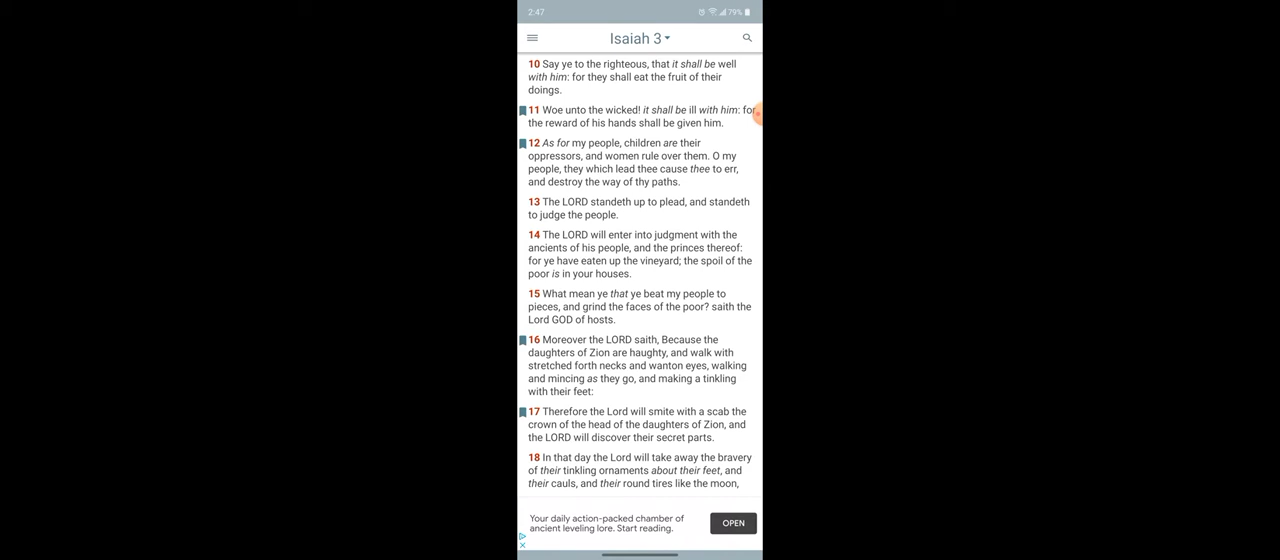 2:47
79%
Isaiah 3
10 Say ye to the righteous, that it shall be well
with him: for they shall eat the fruit of their
doings.
11 Woe unto the wicked! it shall be ill with him: for
the reward of his hands shall be given him.
12 As for my people, children are their
oppressors, and women rule over them. O my
people, they which lead thee cause thee to err,
and destroy the way of thy paths.
13 The LORD standeth up to plead, and standeth
to judge the people.
14 The LORD will enter into judgment with the
ancients of his people, and the princes thereof:
for ye have eaten up the vineyard; the spoil of the
poor is in your houses.
15 What mean ye that ye beat my people to
pieces, and grind the faces of the poor? saith the
Lord GOD of hosts.
16 Moreover the LORD saith, Because the
daughters of Zion are haughty, and walk with
stretched forth necks and wanton eyes, walking
and mincing as they go, and making a tinkling
with their feet:
17 Therefore the Lord will smite with a scab the
crown of the head of the daughters of Zion, and
the LORD will discover their secret parts.
18 In that day the Lord will take away the bravery
of their tinkling ornaments about their feet, and
their cauls, and their round tires like the moon,
Your daily action-packed chamber of
ancient leveling lore. Start reading.
OPEN